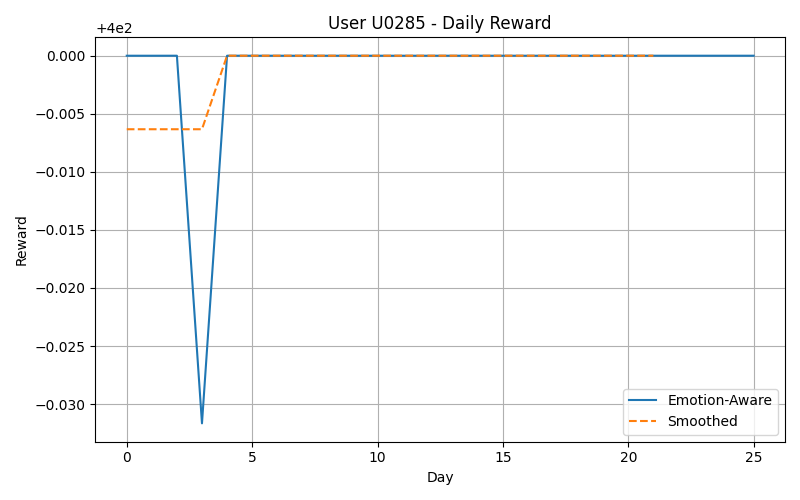 User U0285 - Daily Reward
+4e2
0.000
−0.005
−0.010
−0.015
−0.020
−0.025
−0.030
Reward
0 5 10 15 20 25
Day
Emotion-Aware
Smoothed